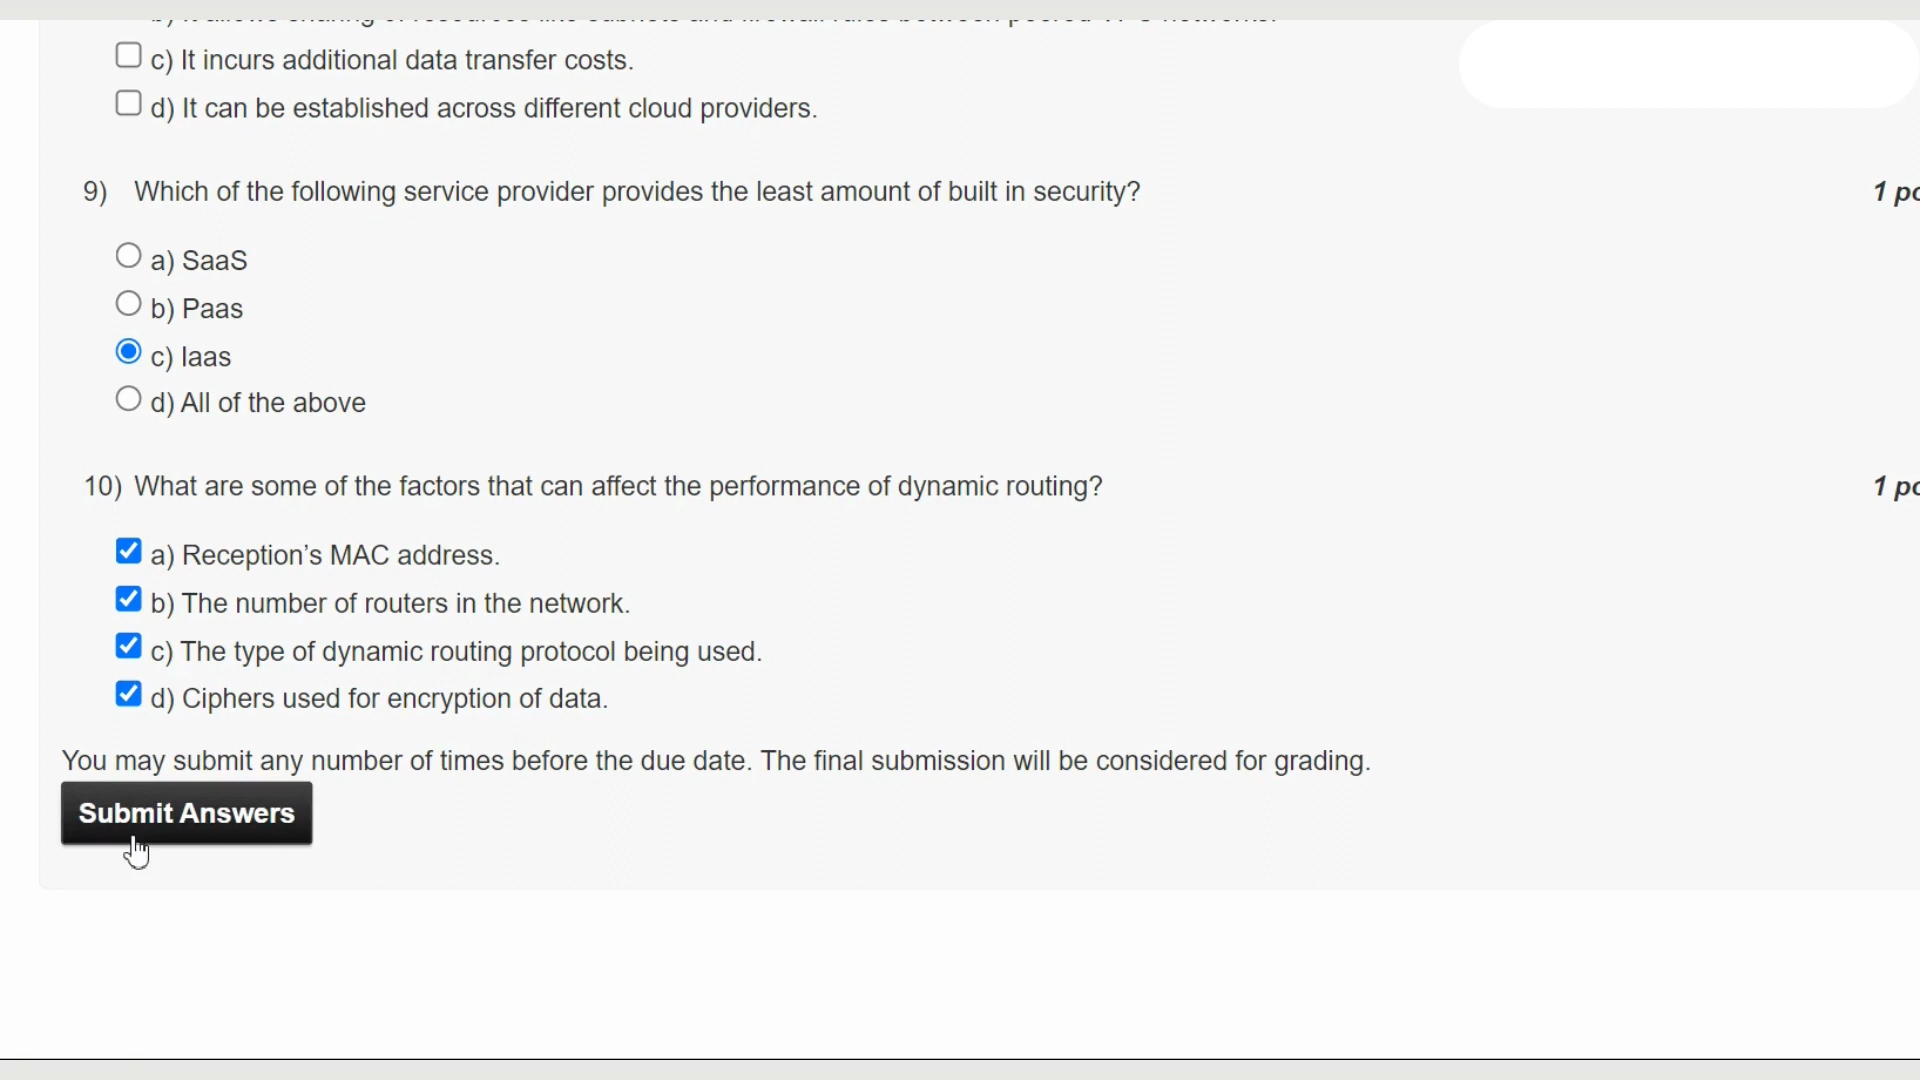 c) It incurs additional data transfer costs.
d) It can be established across different cloud providers.
9) Which of the following service provider provides the least amount of built in security?
1 po
a) SaaS
b) Paas
c) Iaas
d) All of the above
10) What are some of the factors that can affect the performance of dynamic routing?
1 po
a) Reception’s MAC address.
b) The number of routers in the network.
c) The type of dynamic routing protocol being used.
d) Ciphers used for encryption of data.
You may submit any number of times before the due date. The final submission will be considered for grading.
Submit Answers